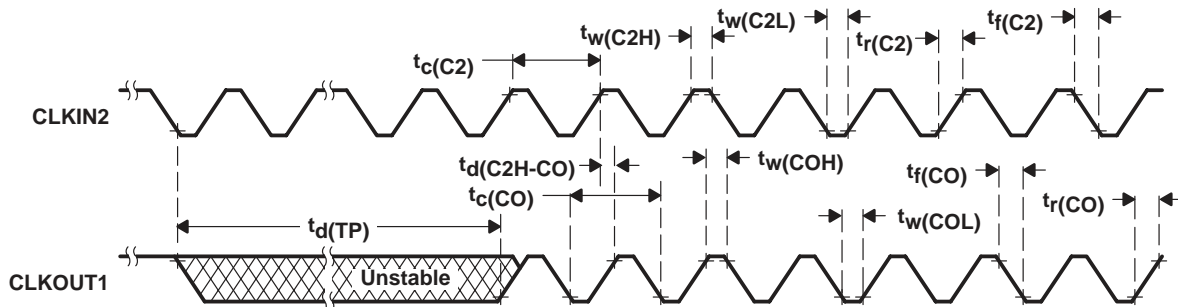 tw(C2H)
tw(C2L)
tr(C2)
tf(C2)
tc(C2)
CLKIN2
td(C2H-CO)
tw(COH)
tf(CO)
tc(CO)
tr(CO)
td(TP)
tw(COL)
CLKOUT1
Unstable